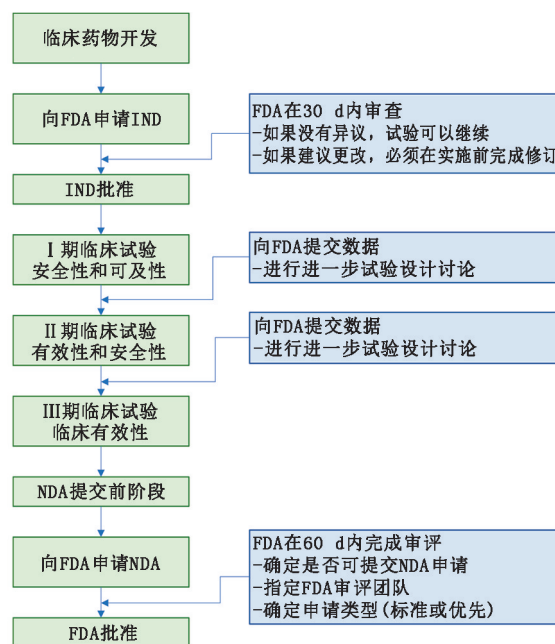 临床药物开发
向FDA申请IND
FDA在30 d内审查
-如果没有异议，试验可以继续
-如果建议更改，必须在实施前完成修订
IND批准
Ⅰ期临床试验
安全性和可及性
向FDA提交数据
-进行进一步试验设计讨论
Ⅱ期临床试验
有效性和安全性
向FDA提交数据
-进行进一步试验设计讨论
Ⅲ期临床试验
临床有效性
NDA提交前阶段
向FDA申请NDA
FDA在60 d内完成审评
-确定是否可提交NDA申请
-指定FDA审评团队
-确定申请类型(标准或优先)
FDA批准